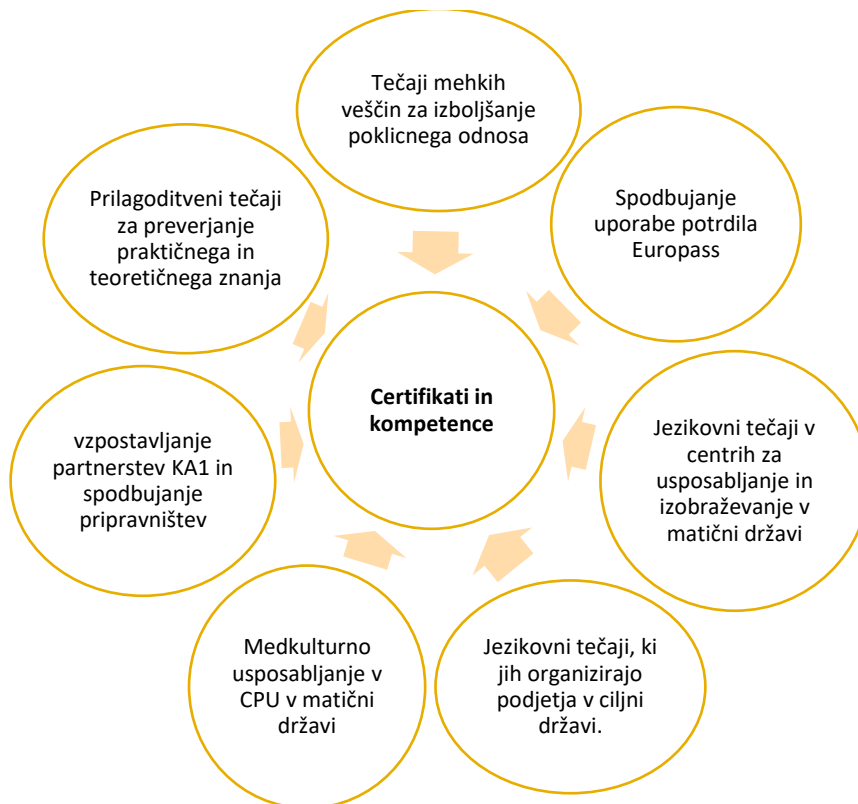 Tečaji mehkih
veščin za izboljšanje
poklicnega odnosa
Spodbujanje
uporabe potrdila
Europass
Jezikovni tečaji v
centrih za
usposabljanje in
izobraževanje v
matični državi
Jezikovni tečaji, ki
jih organizirajo
podjetja v ciljni
državi.
Medkulturno
usposabljanje v
CPU v matični
državi
vzpostavljanje
partnerstev KA1 in
spodbujanje
pripravništev
Prilagoditveni tečaji
za preverjanje
praktičnega in
teoretičnega znanja
Certifikati in
kompetence